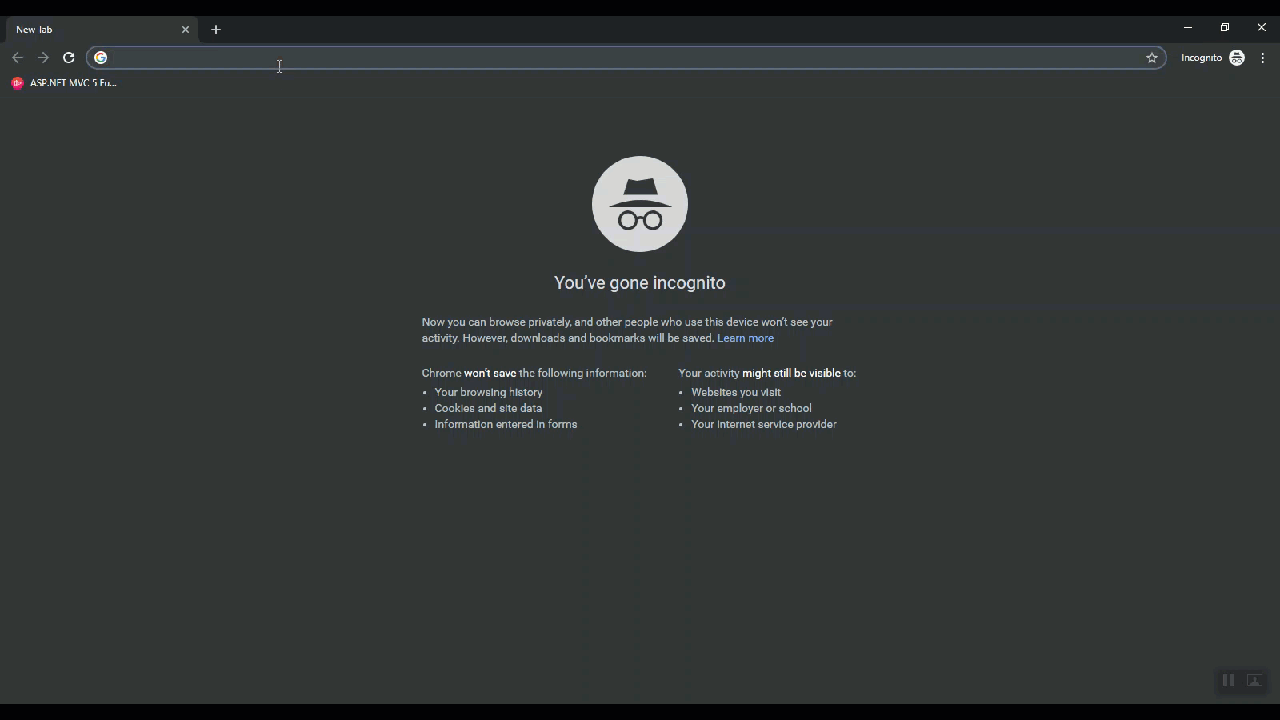 New Tab
Incognito
ASP.NET MVC 5 Fu...
You've gone incognito
Now you can browse privately, and other people who use this device won't see your
activity. However, downloads and bookmarks will be saved. Learn more
Chrome won't save the following information:
• Your browsing history
• Cookies and site data
• Information entered in forms
Your activity might still be visible to:
• Websites you visit
• Your employer or school
• Your internet service provider